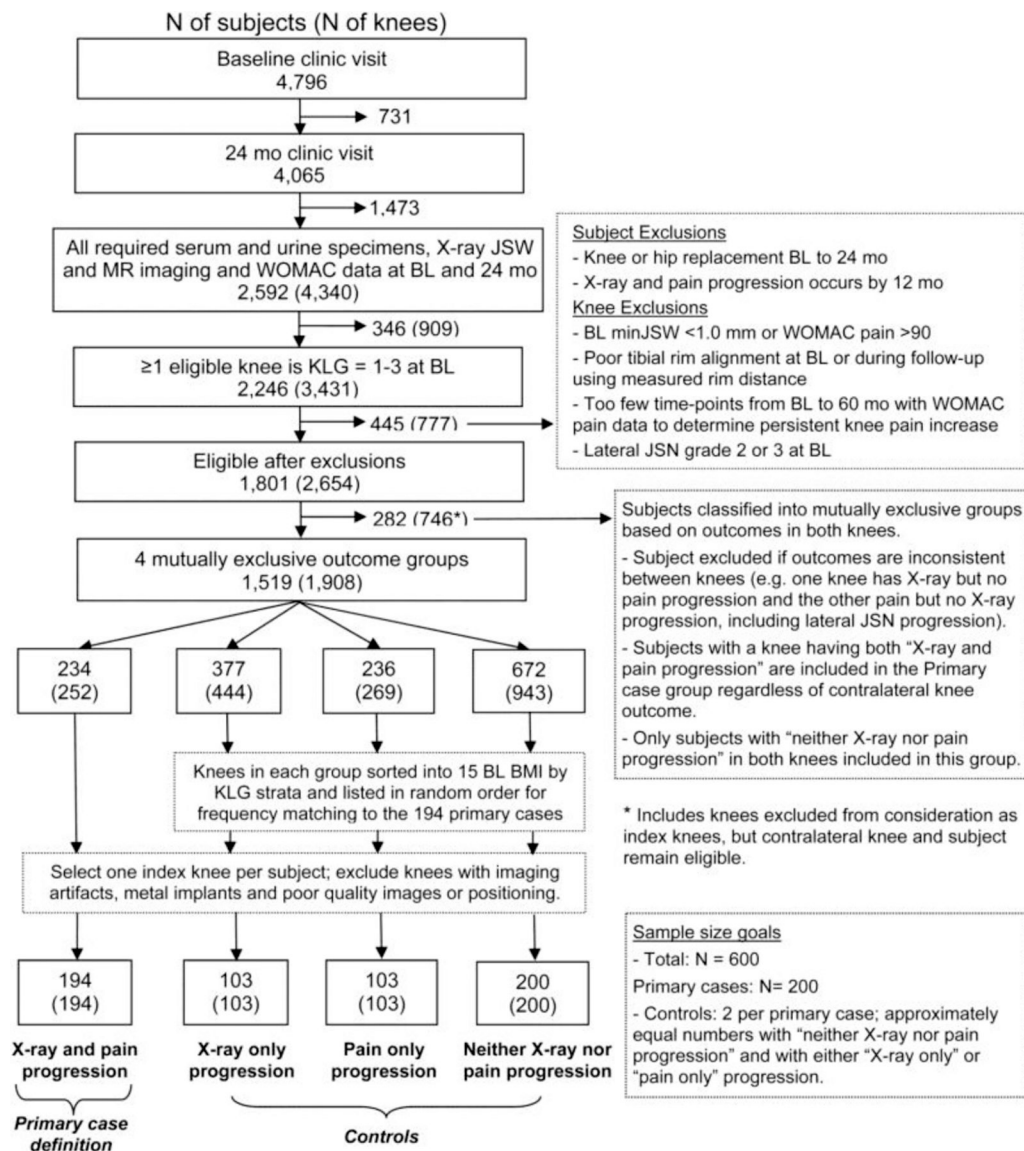 N of subjects (N of knees)
Baseline clinic visit
4,796
731
24 mo clinic visit
4,065
1,473
All required serum and urine specimens, X-ray JSW
and MR imaging and WOMAC data at BL and 24 mo
2,592 (4,340)
346 (909)
≥1 eligible knee is KLG = 1-3 at BL
2,246 (3,431)
445 (777)
Eligible after exclusions
1,801 (2,654)
282 (746*)
4 mutually exclusive outcome groups
1,519 (1,908)
Subject Exclusions
- Knee or hip replacement BL to 24 mo
- X-ray and pain progression occurs by 12 mo
Knee Exclusions
- BL minJSW <1.0 mm or WOMAC pain >90
- Poor tibial rim alignment at BL or during follow-up
using measured rim distance
- Too few time-points from BL to 60 mo with WOMAC
pain data to determine persistent knee pain increase
- Lateral JSN grade 2 or 3 at BL
Subjects classified into mutually exclusive groups
based on outcomes in both knees.
- Subject excluded if outcomes are inconsistent
between knees (e.g. one knee has X-ray but no
pain progression and the other pain but no X-ray
progression, including lateral JSN progression).
- Subjects with a knee having both “X-ray and
pain progression” are included in the Primary
case group regardless of contralateral knee
outcome.
- Only subjects with “neither X-ray nor pain
progression” in both knees included in this group.
234 377 236 672
(252) (444) (269) (943)
Knees in each group sorted into 15 BL BMI by
KLG strata and listed in random order for
frequency matching to the 194 primary cases
* Includes knees excluded from consideration as
index knees, but contralateral knee and subject
remain eligible.
Select one index knee per subject; exclude knees with imaging
artifacts, metal implants and poor quality images or positioning.
194 103 103 200
(194) (103) (103) (200)
X-ray and pain X-ray only Pain only Neither X-ray nor
progression progression progression pain progression
Primary case Controls
definition
Sample size goals
- Total: N = 600
Primary cases: N= 200
- Controls: 2 per primary case; approximately
equal numbers with “neither X-ray nor pain
progression” and with either “X-ray only” or
“pain only” progression.